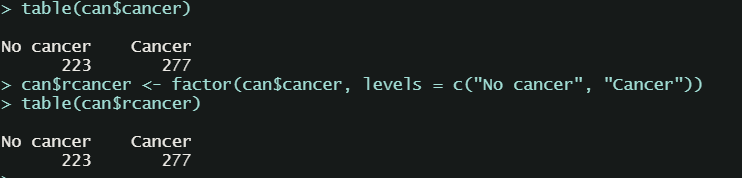 > table(can$cancer)
No cancer    Cancer
      223       277
> can$rcancer <- factor(can$cancer, levels = c("No cancer", "Cancer"))
> table(can$rcancer)
No cancer    Cancer
      223       277